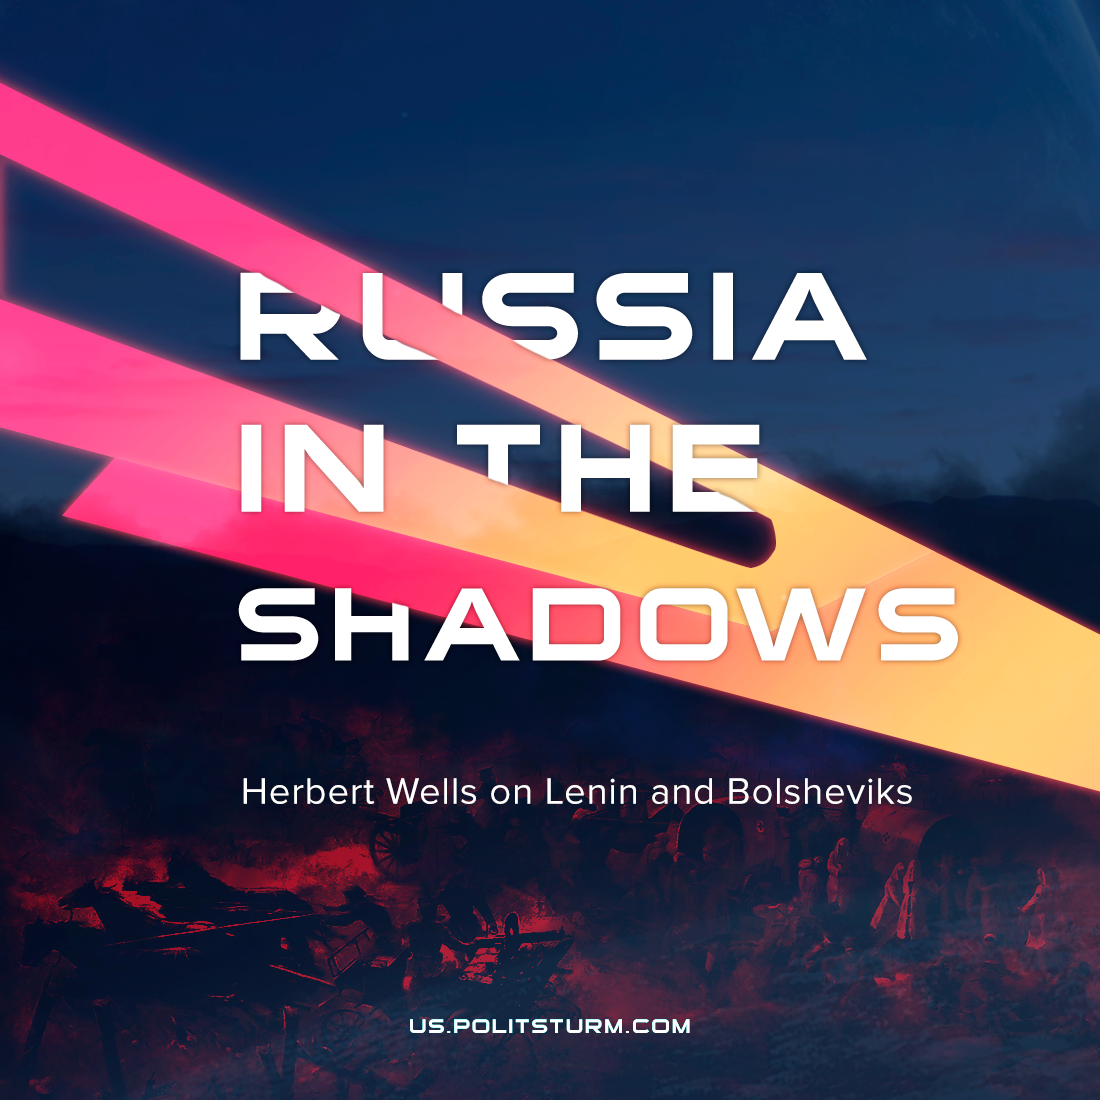 RUSSIA
IN THE
SHADOWS
Herbert Wells on Lenin and Bolsheviks
US.POLITSTURM.COM